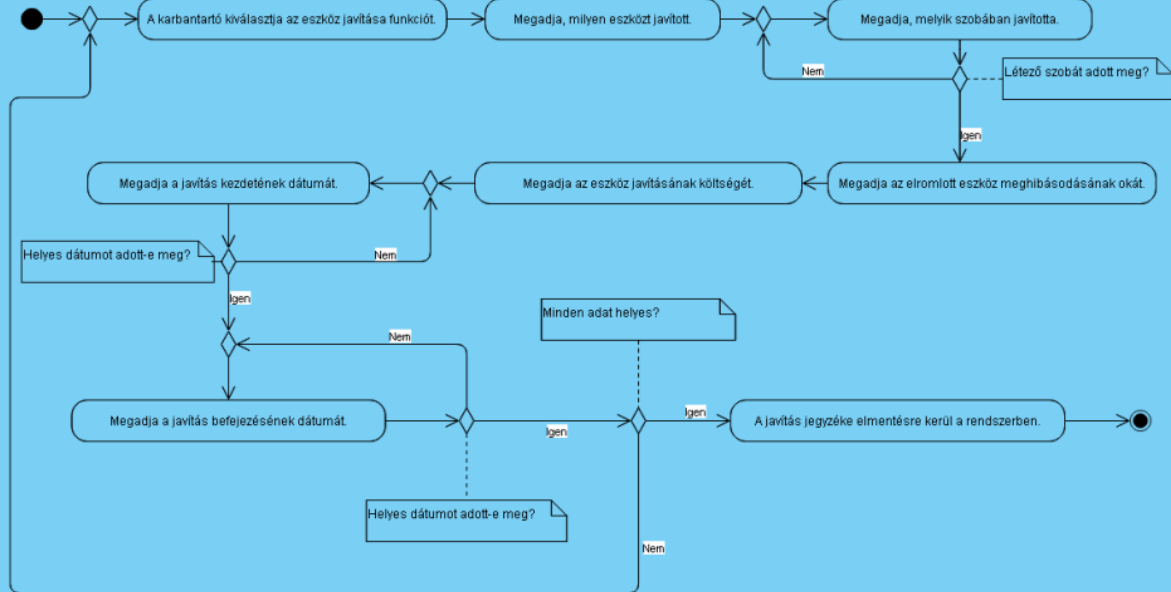 A karbantartó kiválasztja az eszköz javítása funkciót.
Megadja, milyen eszközt javított.
Megadja, melyik szobában javította.
Nem
Létező szobát adott meg?
Igen
Megadja a javítás kezdetének dátumát.
Megadja az eszköz javításának költségét.
Megadja az elromlott eszköz meghibásodásának okát.
Helyes dátumot adott-e meg?
Nem
Igen
Minden adat helyes?
Nem
Megadja a javítás befejezésének dátumát.
Igen
Igen
A javítás jegyzéke elmentésre kerül a rendszerben.
Helyes dátumot adott-e meg?
Nem